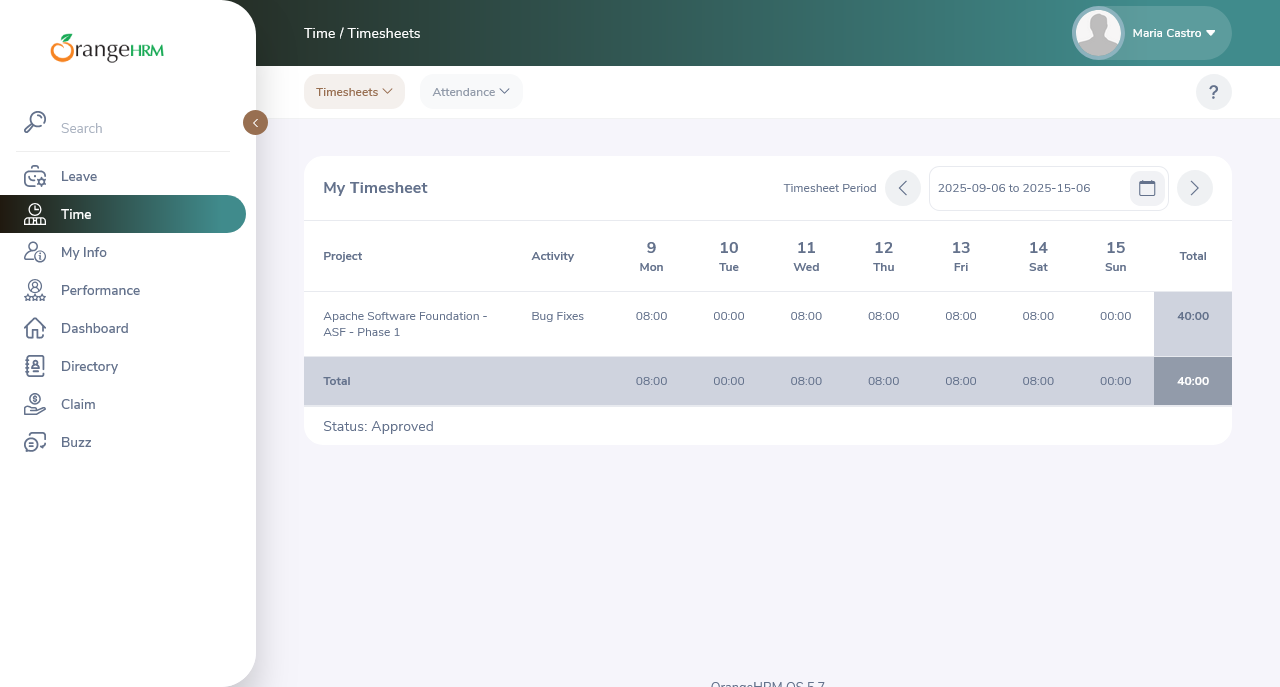 OrangeHRM
Time / Timesheets
Maria Castro
Timesheets
Attendance
?
Search
Leave
Time
My Info
Performance
Dashboard
Directory
Claim
Buzz
My Timesheet
Timesheet Period
2025-09-06 to 2025-15-06
Project Activity 9 Mon 10 Tue 11 Wed 12 Thu 13 Fri 14 Sat 15 Sun Total
Apache Software Foundation - Bug Fixes 08:00 00:00 08:00 08:00 08:00 08:00 00:00 40:00
ASF - Phase 1
Total 08:00 00:00 08:00 08:00 08:00 08:00 00:00 40:00
Status: Approved
OrangeHRM OS 5.7